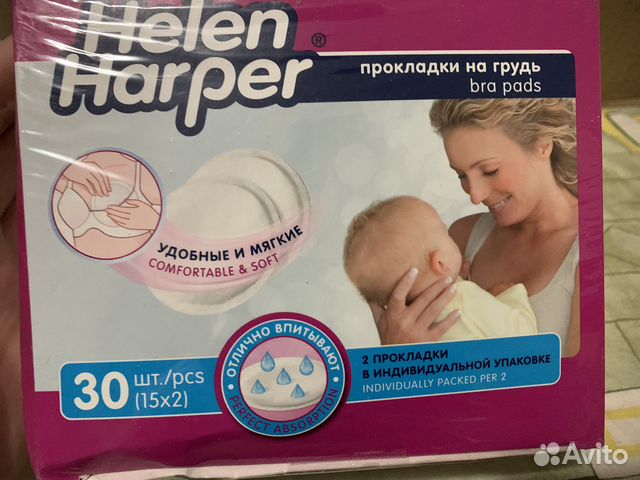 Helen
Harper®
прокладки на грудь
bra pads
УДОБНЫЕ И МЯГКИЕ
COMFORTABLE & SOFT
30 ШТ./pcs
(15x2)
ОТЛИЧНО ВПИТЫВАЮТ
PERFECT ABSORPTION
2 ПРОКЛАДКИ
В ИНДИВИДУАЛЬНОЙ УПАКОВКЕ
INDIVIDUALLY PACKED PER 2
Avito